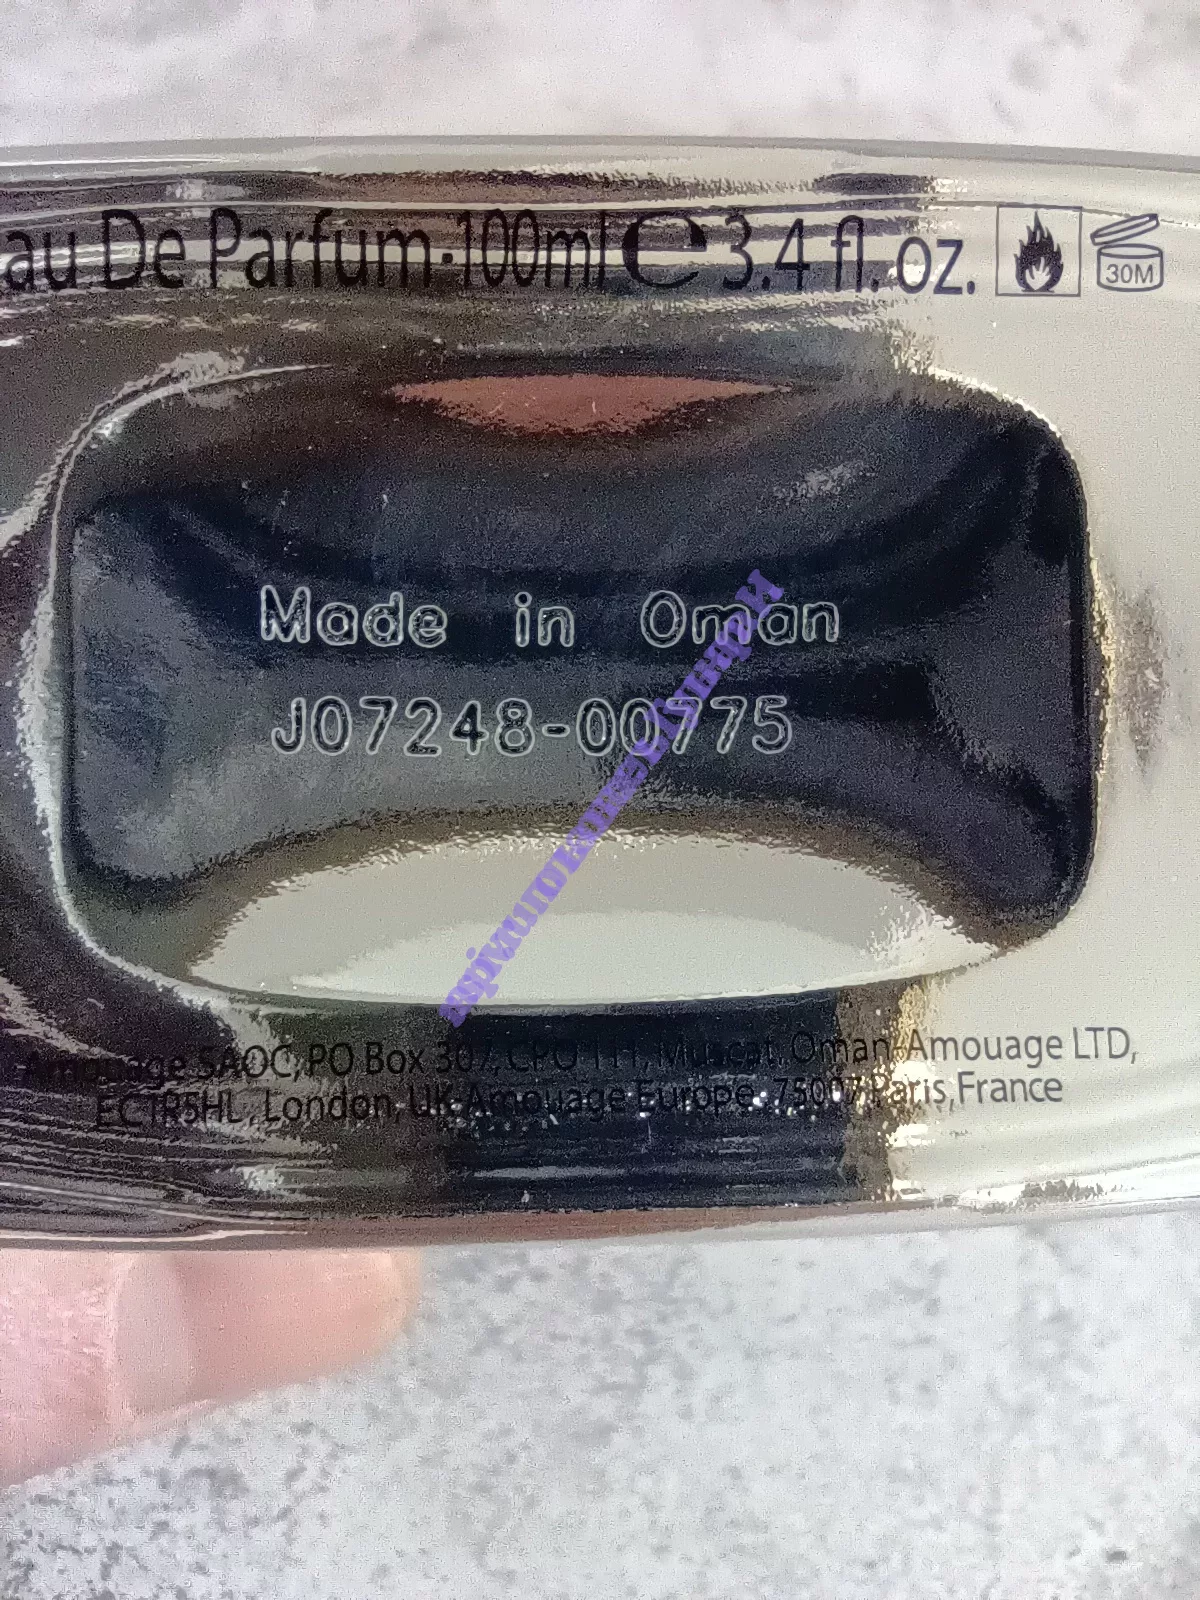 au De Parfum·100ml e 3.4 fl. oz. 30M
Made in Oman
J07248-00775
Amouage SAOC, PO Box 307, CPO 111, Muscat, Oman-Amouage LTD,
EC1R5HL, London, UK-Amouage Europe, 75007 Paris, France